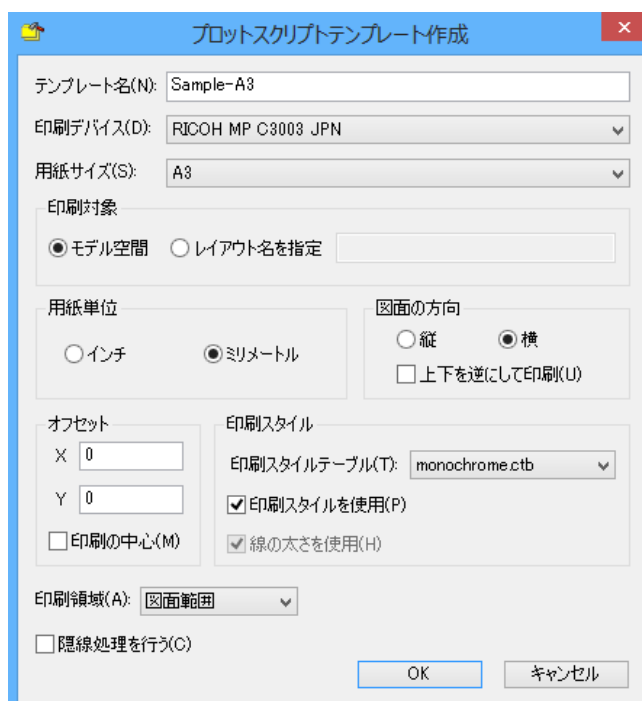 プロットスクリプトテンプレート作成
テンプレート名(N): Sample-A3
印刷デバイス(D): RICOH MP C3003 JPN
用紙サイズ(S): A3
印刷対象
モデル空間 レイアウト名を指定
用紙単位
インチ ミリメートル
図面の方向
縦 横
上下を逆にして印刷(U)
オフセット
X 0
Y 0
印刷の中心(M)
印刷スタイル
印刷スタイルテーブル(T): monochrome.ctb
印刷スタイルを使用(P)
線の太さを使用(H)
印刷領域(A): 図面範囲
隠線処理を行う(C)
OK キャンセル